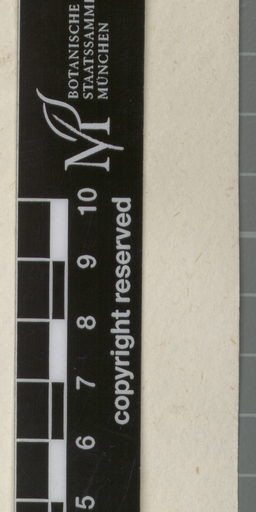 BOTANISCHE
STAATSSAMM
MÜNCHEN
M
10
9
8
7
6
5
copyright reserved